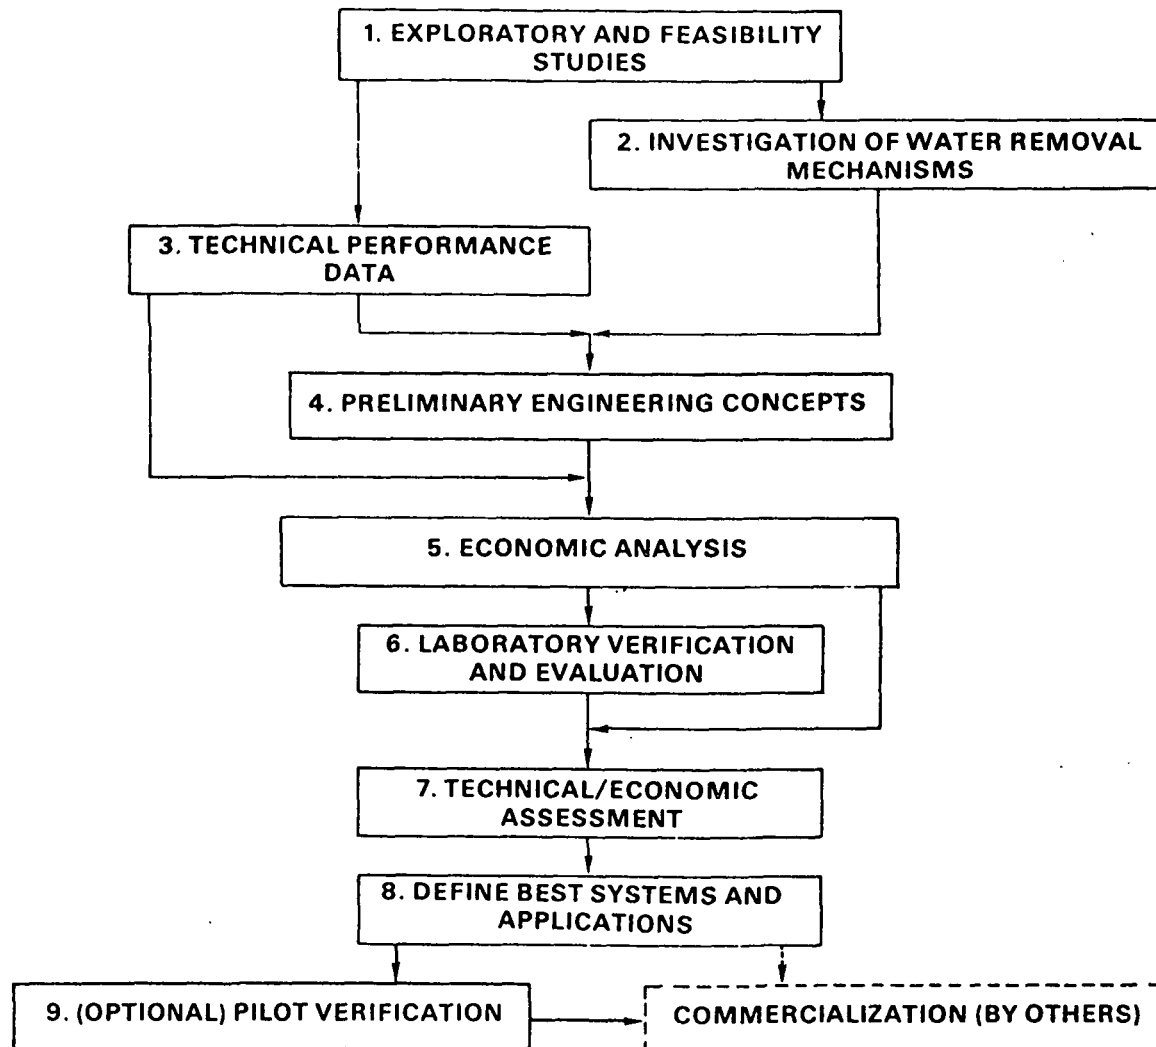 1. EXPLORATORY AND FEASIBILITY
STUDIES
2. INVESTIGATION OF WATER REMOVAL
MECHANISMS
3. TECHNICAL PERFORMANCE
DATA
4. PRELIMINARY ENGINEERING CONCEPTS
5. ECONOMIC ANALYSIS
6. LABORATORY VERIFICATION
AND EVALUATION
7. TECHNICAL/ECONOMIC
ASSESSMENT
8. DEFINE BEST SYSTEMS AND
APPLICATIONS
9. (OPTIONAL) PILOT VERIFICATION
COMMERCIALIZATION (BY OTHERS)